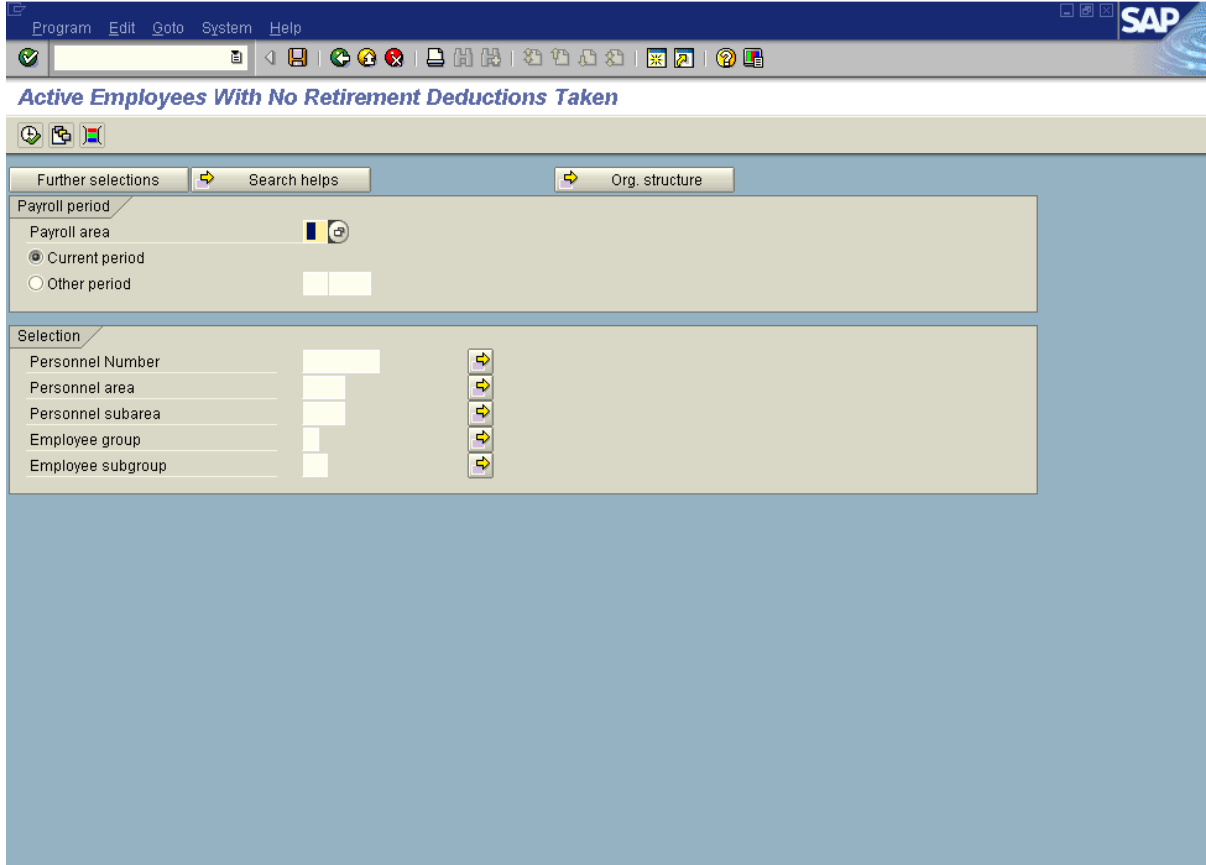 Program Edit Goto System Help
SAP
Active Employees With No Retirement Deductions Taken
Further selections Search helps Org. structure
Payroll period
Payroll area
Current period
Other period
Selection
Personnel Number
Personnel area
Personnel subarea
Employee group
Employee subgroup